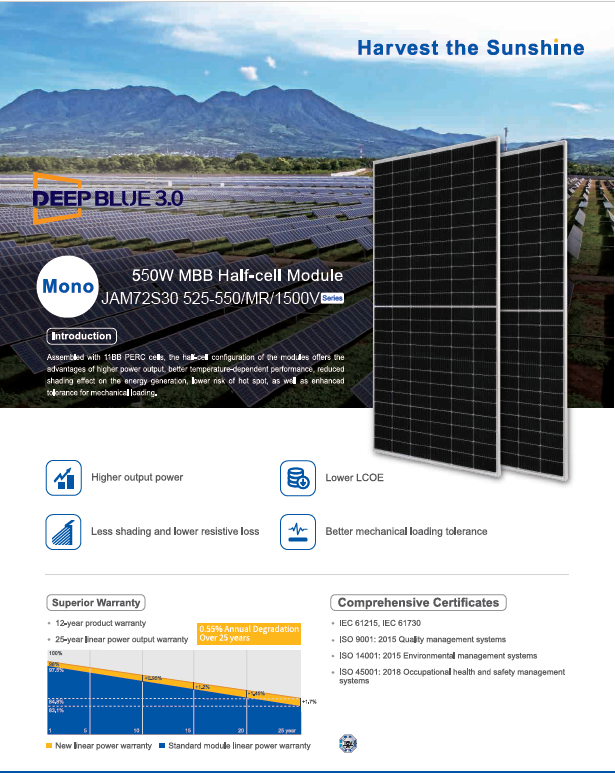 Harvest the Sunshine
DEEP BLUE 3.0
Mono
550W MBB Half-cell Module
JAM72S30 525-550/MR/1500V Series
Introduction
Assembled with 11BB PERC cells, the half-cell configuration of the modules offers the
advantages of higher power output, better temperature-dependent performance, reduced
shading effect on the energy generation, lower risk of hot spot, as well as enhanced
tolerance for mechanical loading.
Higher output power
Lower LCOE
Less shading and lower resistive loss
Better mechanical loading tolerance
Superior Warranty
12-year product warranty
25-year linear power output warranty
0.55% Annual Degradation
Over 25 years
100%
98%
97.5%
+0.95%
+1.2%
+1.45%
+1.7%
84.8%
83.1%
1 5 10 15 20 25 year
New linear power warranty Standard module linear power warranty
Comprehensive Certificates
IEC 61215, IEC 61730
ISO 9001: 2015 Quality management systems
ISO 14001: 2015 Environmental management systems
ISO 45001: 2018 Occupational health and safety management
systems